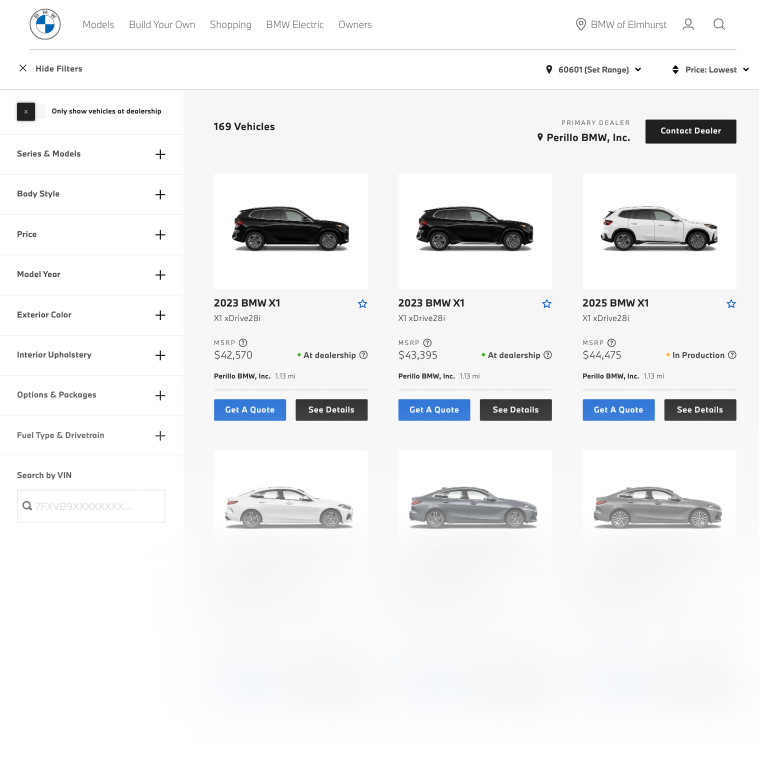 BMW
Models Build Your Own Shopping BMW Electric Owners BMW of Elmhurst
Hide Filters 60601 (Set Range) Price: Lowest
x Only show vehicles at dealership
169 Vehicles
PRIMARY DEALER
Perillo BMW, Inc.
Contact Dealer
Series & Models
Body Style
Price
Model Year
Exterior Color
Interior Upholstery
Options & Packages
Fuel Type & Drivetrain
Search by VIN
7FXVB9XXXXXXXX...
2023 BMW X1
X1 xDrive28i
MSRP ?
$42,570 At dealership ?
Perillo BMW, Inc. 1.13 mi
Get A Quote See Details
2023 BMW X1
X1 xDrive28i
MSRP ?
$43,395 At dealership ?
Perillo BMW, Inc. 1.13 mi
Get A Quote See Details
2025 BMW X1
X1 xDrive28i
MSRP ?
$44,475 In Production ?
Perillo BMW, Inc. 1.13 mi
Get A Quote See Details